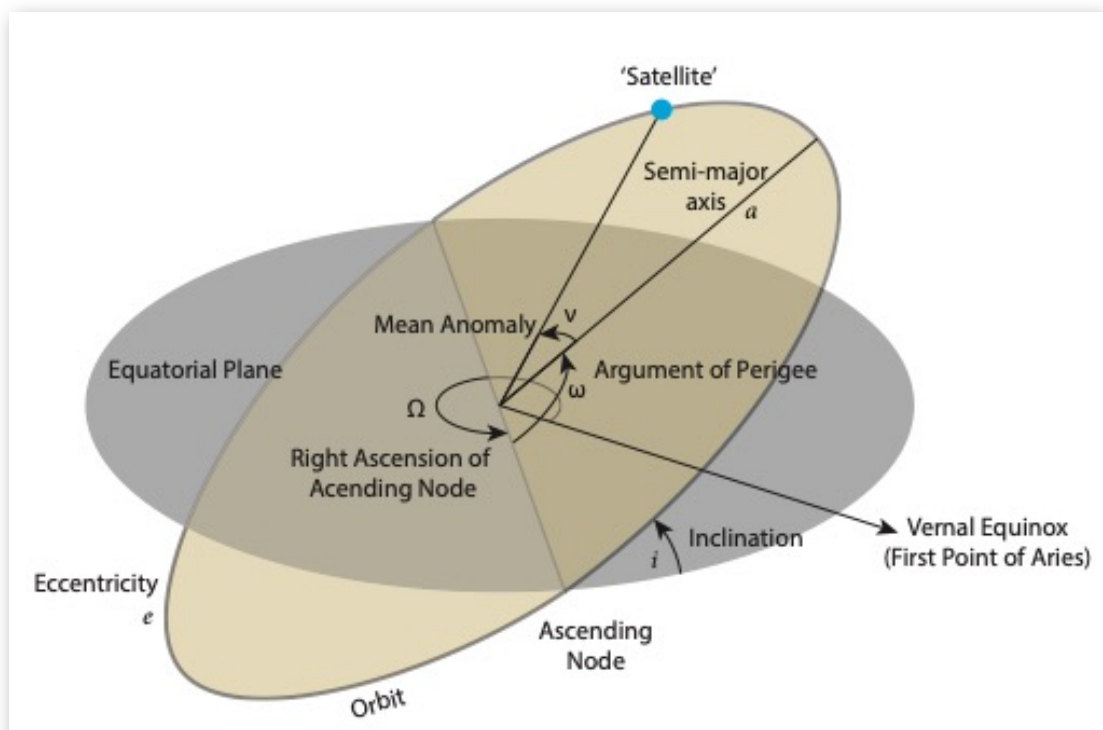 'Satellite'
Semi-major
axis a
Mean Anomaly
ν
Equatorial Plane
Argument of Perigee
ω
Ω
Right Ascension of
Acending Node
Vernal Equinox
(First Point of Aries)
Inclination
i
Eccentricity
e
Ascending
Node
Orbit